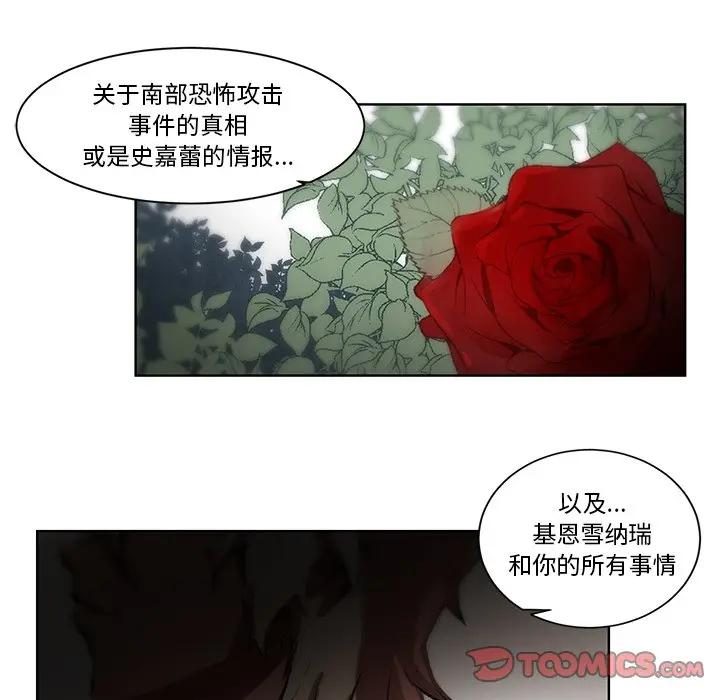 关于南部恐怖攻击
事件的真相
或是史嘉蕾的情报...
以及...
基恩雪纳瑞
和你的所有事情
TOOMICS.COM